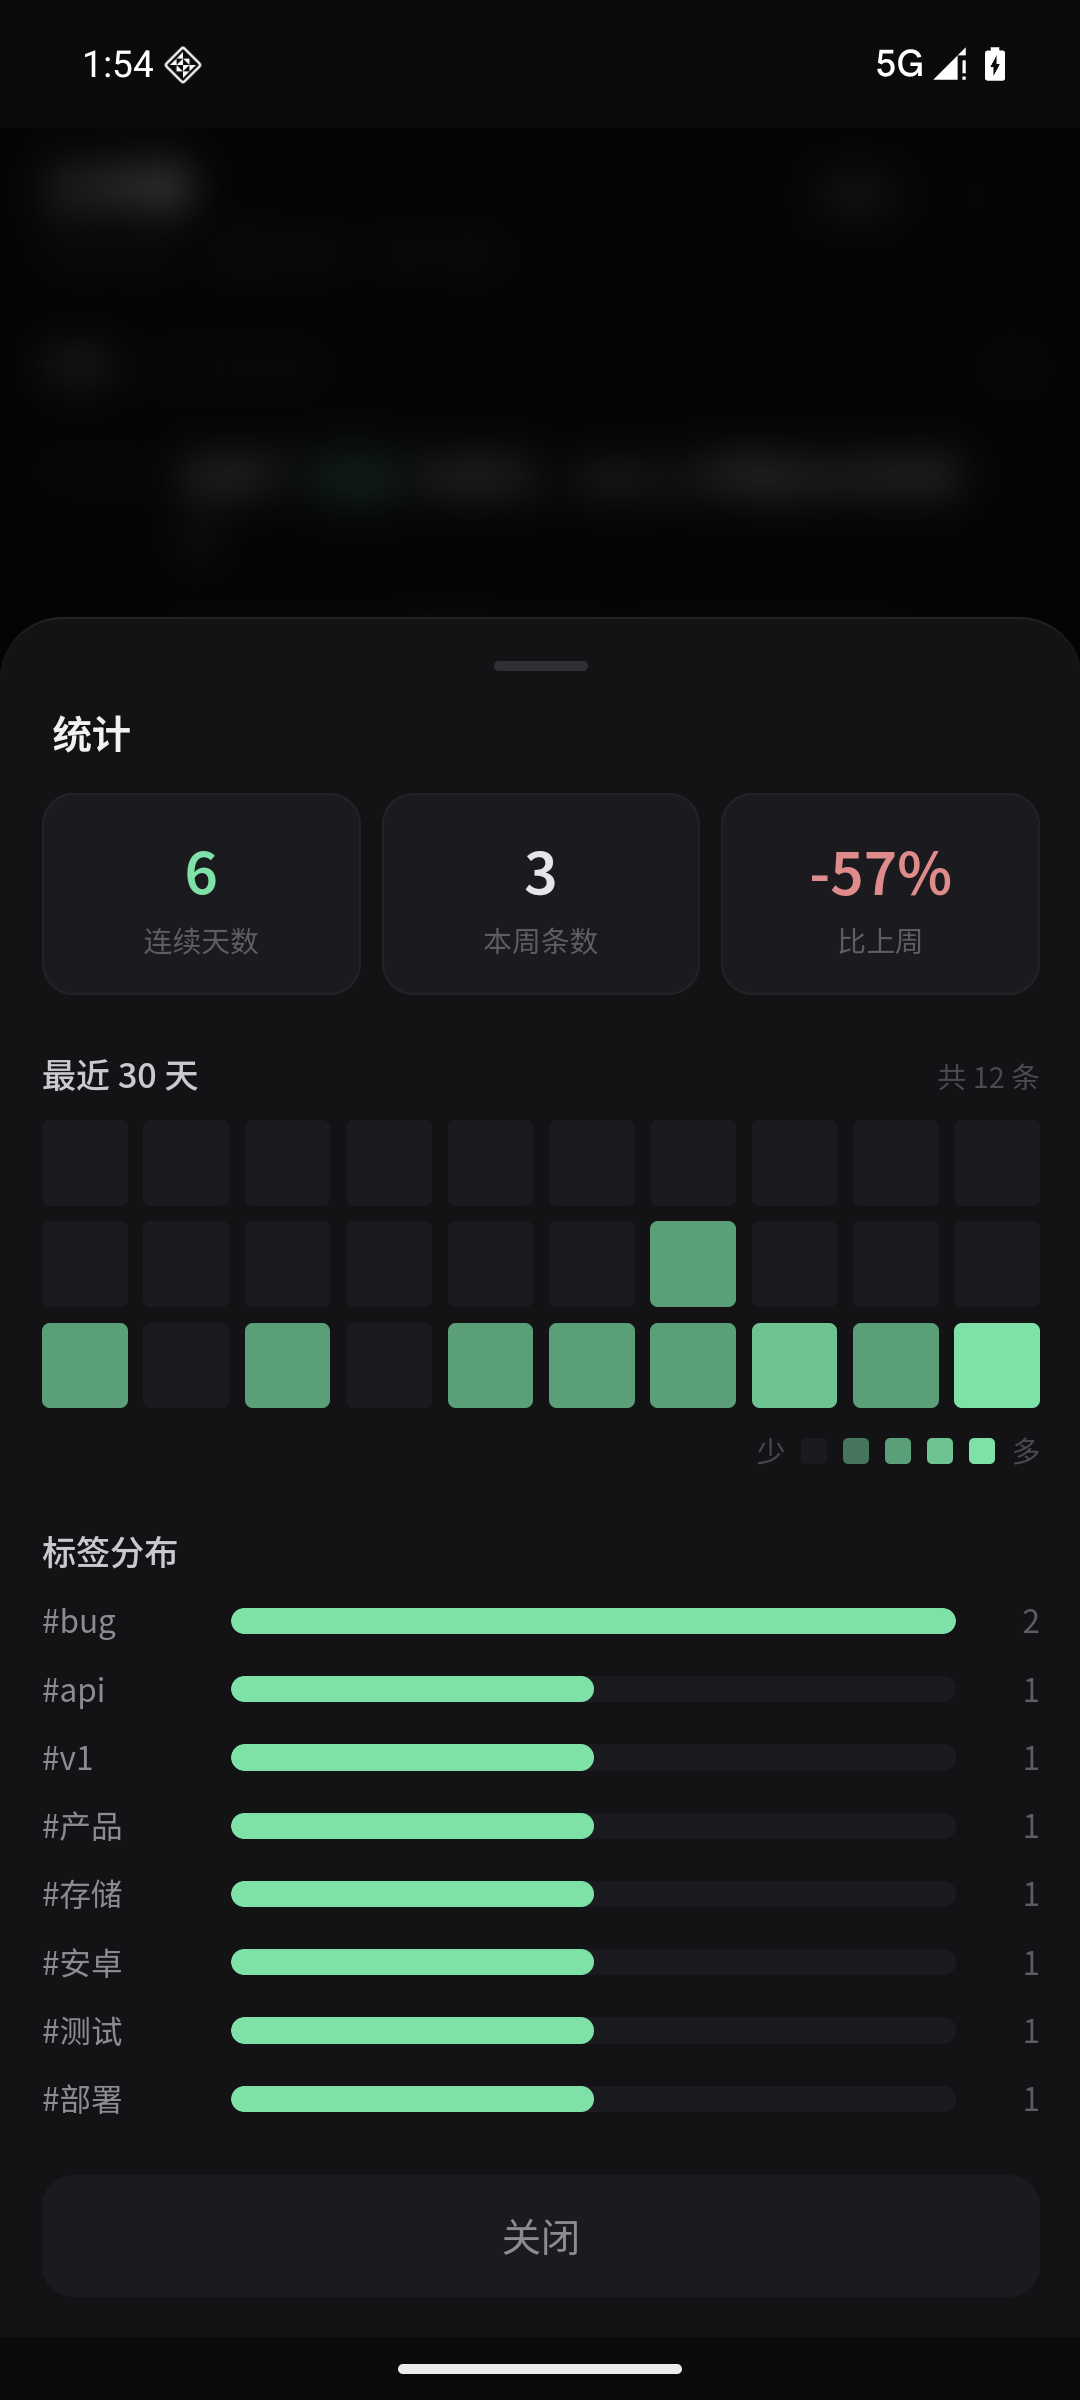 1:54
5G
统计
6
连续天数
3
本周条数
-57%
比上周
最近 30 天
共 12 条
少
多
标签分布
#bug
2
#api
1
#v1
1
#产品
1
#存储
1
#安卓
1
#测试
1
#部署
1
关闭